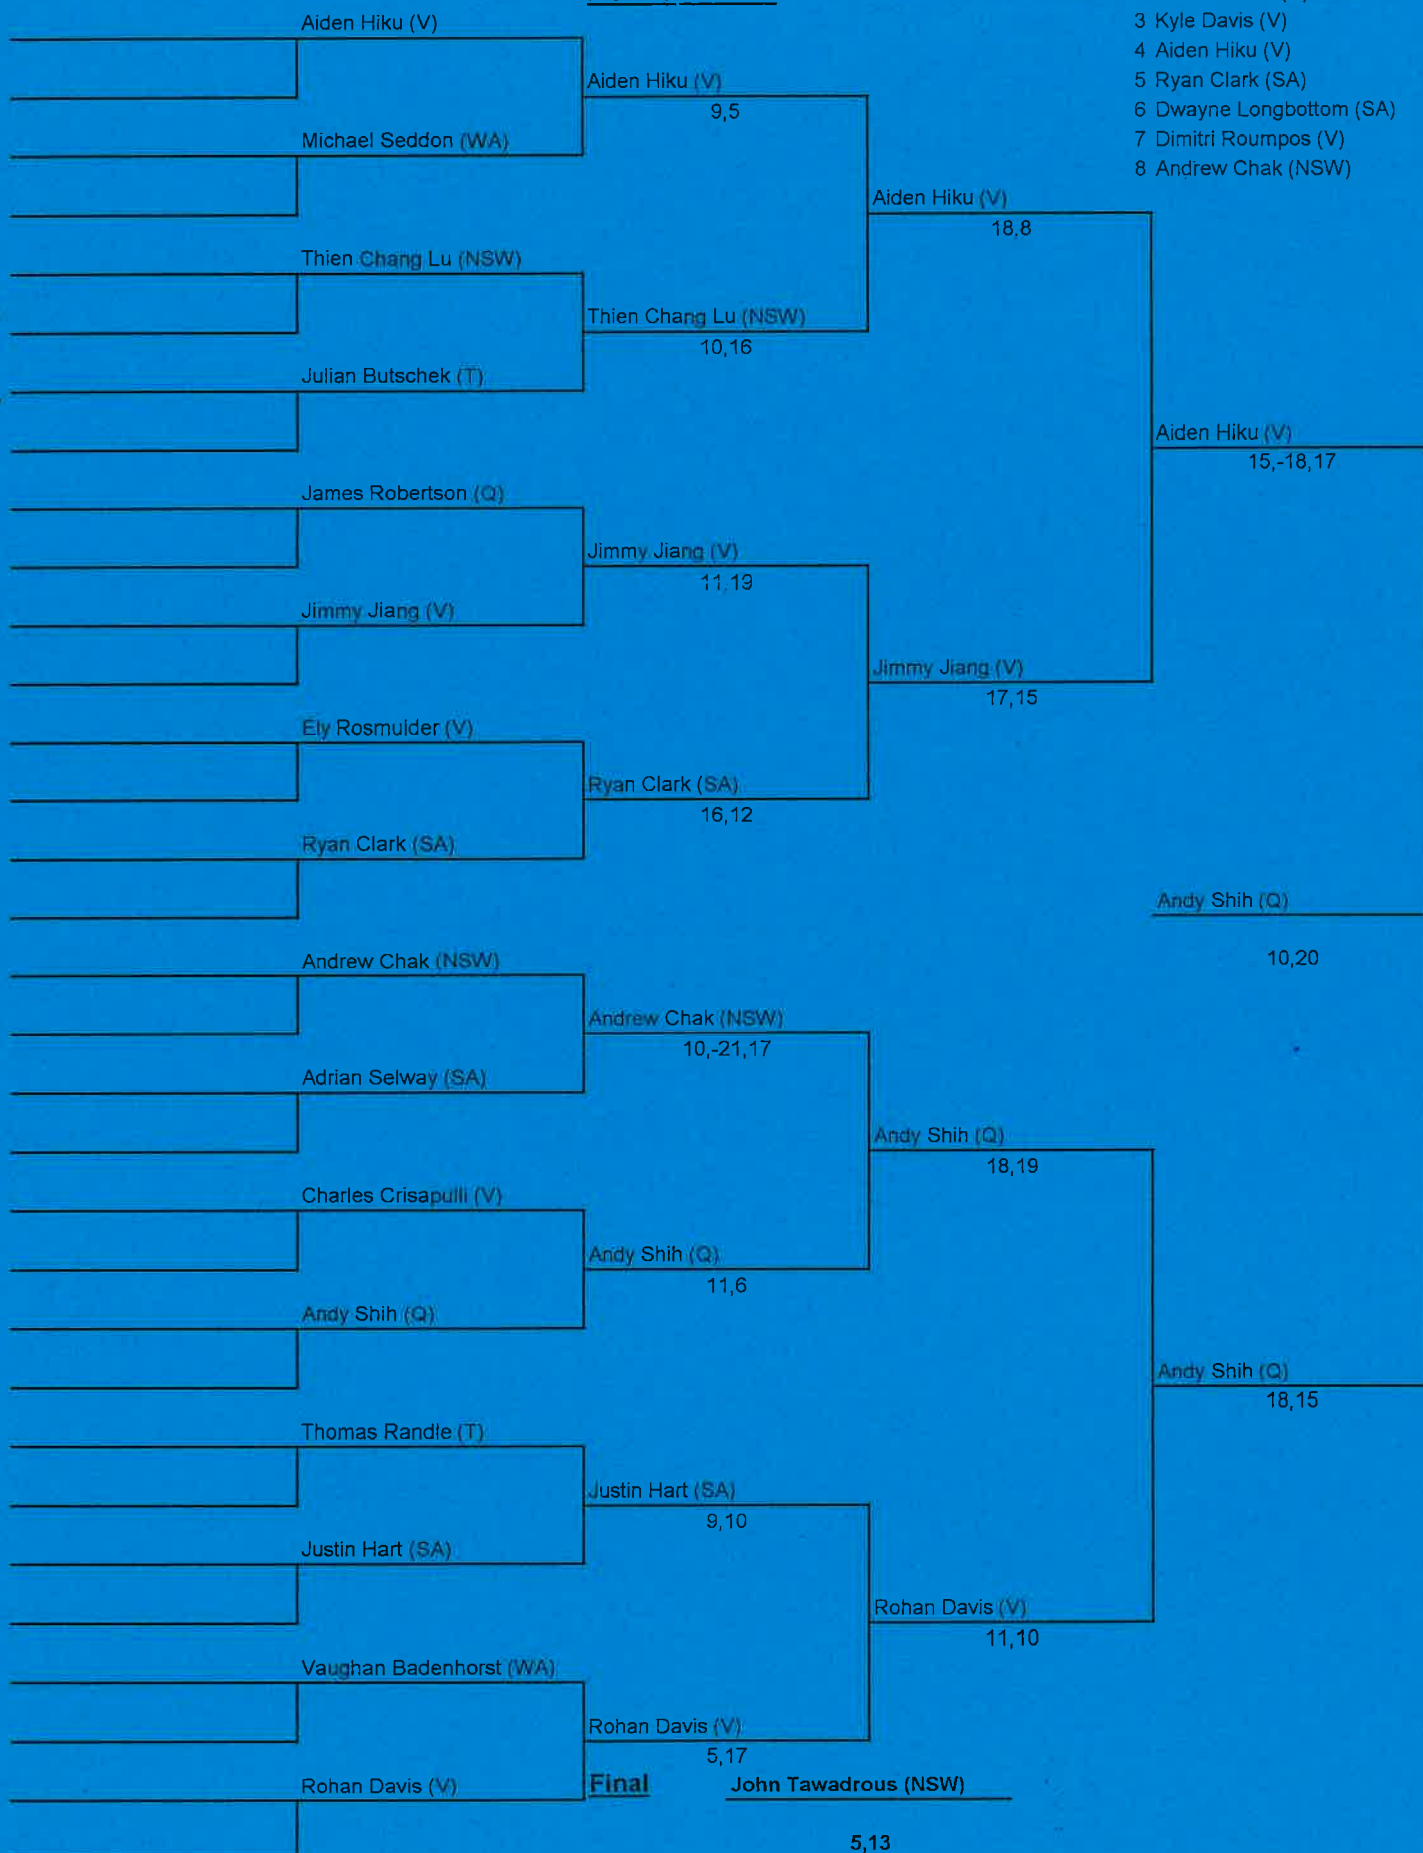 Aiden Hiku (V)
3 Kyle Davis (V)
4 Aiden Hiku (V)
Aiden Hiku (V)
5 Ryan Clark (SA)
9,5
6 Dwayne Longbottom (SA)
Michael Seddon (WA)
7 Dimitri Roumpos (V)
8 Andrew Chak (NSW)
Aiden Hiku (V)
18,8
Thien Chang Lu (NSW)
Thien Chang Lu (NSW)
10,16
Julian Butschek (T)
Aiden Hiku (V)
15,-18,17
James Robertson (Q)
Jimmy Jiang (V)
11,19
Jimmy Jiang (V)
Jimmy Jiang (V)
17,15
Ely Rosmulder (V)
Ryan Clark (SA)
16,12
Ryan Clark (SA)
Andy Shih (Q)
10,20
Andrew Chak (NSW)
Andrew Chak (NSW)
10,-21,17
Adrian Selway (SA)
Andy Shih (Q)
18,19
Charles Crisapulli (V)
Andy Shih (Q)
11,6
Andy Shih (Q)
Andy Shih (Q)
18,15
Thomas Randle (T)
Justin Hart (SA)
9,10
Justin Hart (SA)
Rohan Davis (V)
11,10
Vaughan Badenhorst (WA)
Rohan Davis (V)
5,17
Rohan Davis (V)
Final
John Tawadrous (NSW)
5,13